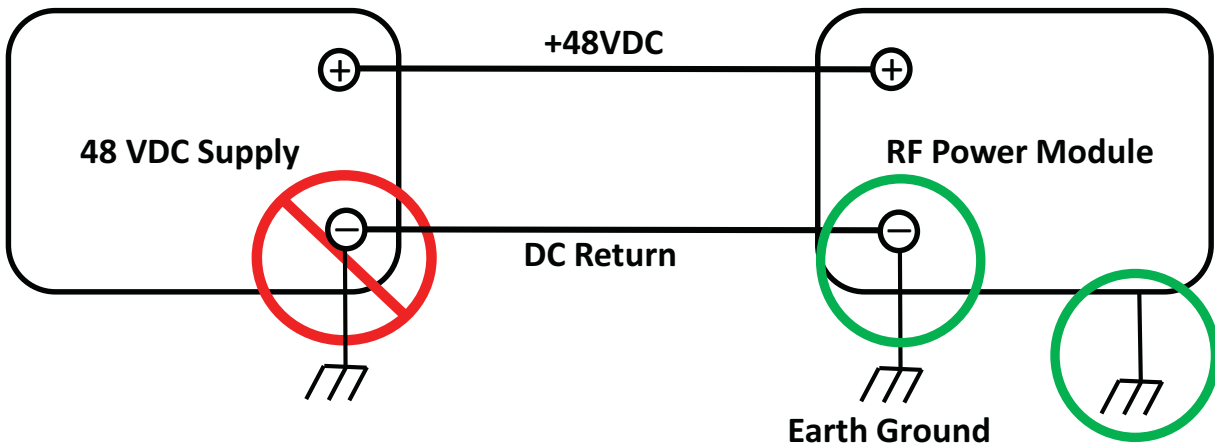 +48VDC
+
+
48 VDC Supply
RF Power Module
−
−
DC Return
Earth Ground